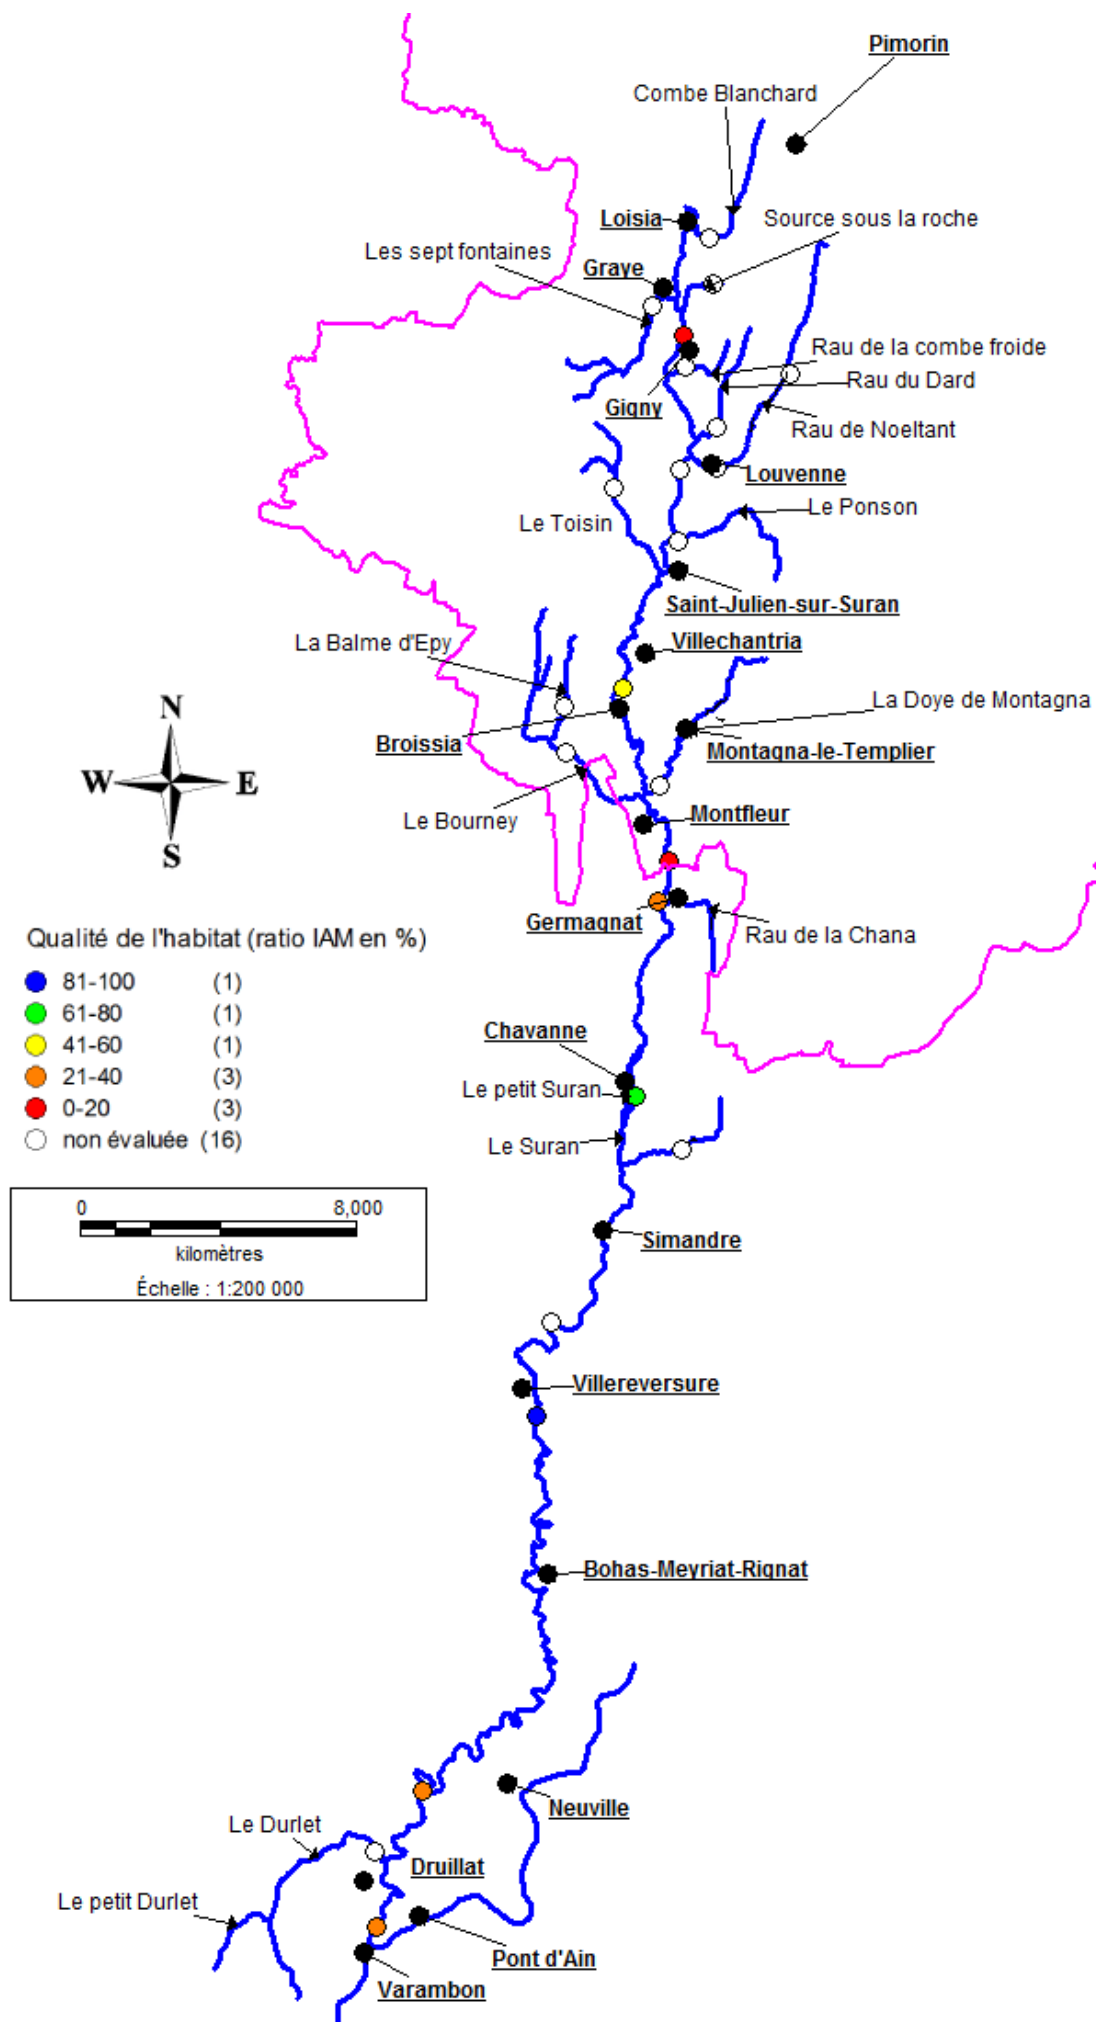 Pimorin
Combe Blanchard
Loisia
Source sous la roche
Les sept fontaines
Graye
Rau de la combe froide
Rau du Dard
Gigny
Rau de Noeltant
Louvenne
Le Ponson
Le Toisin
Saint-Julien-sur-Suran
La Balme d'Epy
Villechantria
La Doye de Montagna
Broissia
Montagna-le-Templier
N
W E
S
Le Bourney
Montfleur
Germagnat
Rau de la Chana
Qualité de l'habitat (ratio IAM en %)
81-100 (1)
61-80 (1)
41-60 (1)
21-40 (3)
0-20 (3)
non évaluée (16)
Chavanne
Le petit Suran
Le Suran
0 8,000
kilomètres
Échelle : 1:200 000
Simandre
Villereversure
Bohas-Meyriat-Rignat
Neuville
Le Durlet
Druillat
Le petit Durlet
Pont d'Ain
Varambon